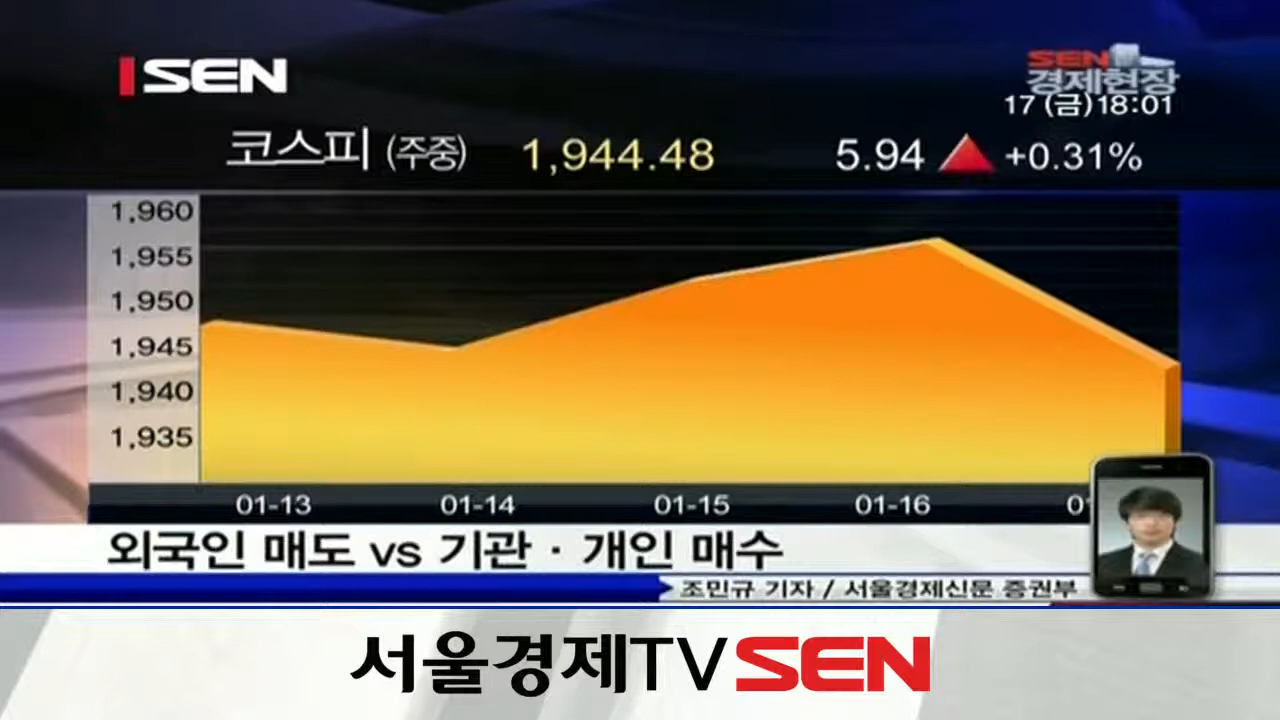 SEN
SEN
경제현장
17 (금) 18:01
코스피 (주중) 1,944.48 5.94 ▲ +0.31%
1,960
1,955
1,950
1,945
1,940
1,935
01-13 01-14 01-15 01-16
외국인 매도 vs 기관 · 개인 매수
조민규 기자 / 서울경제신문 증권부
서울경제TV SEN